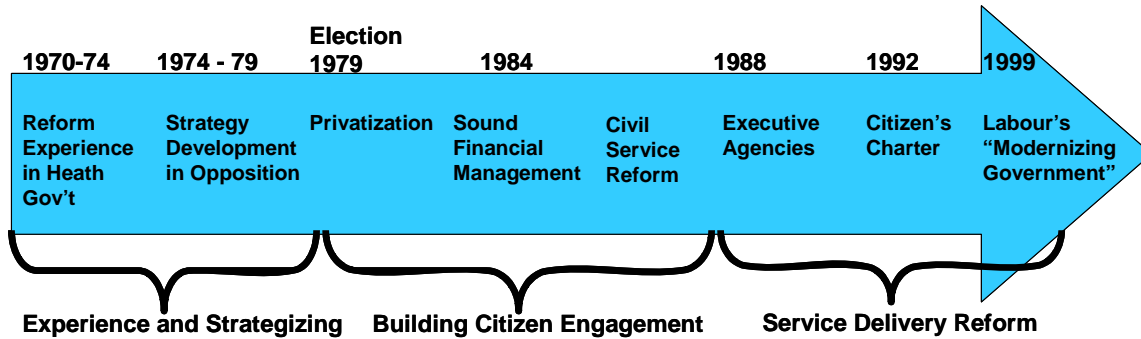 Election
1970-74 1974 - 79 1979 1984 1988 1992 1999
Reform
Experience
in Heath
Gov't
Strategy
Development
in Opposition
Privatization
Sound
Financial
Management
Civil
Service
Reform
Executive
Agencies
Citizen's
Charter
Labour's
“Modernizing
Government”
Experience and Strategizing
Building Citizen Engagement
Service Delivery Reform